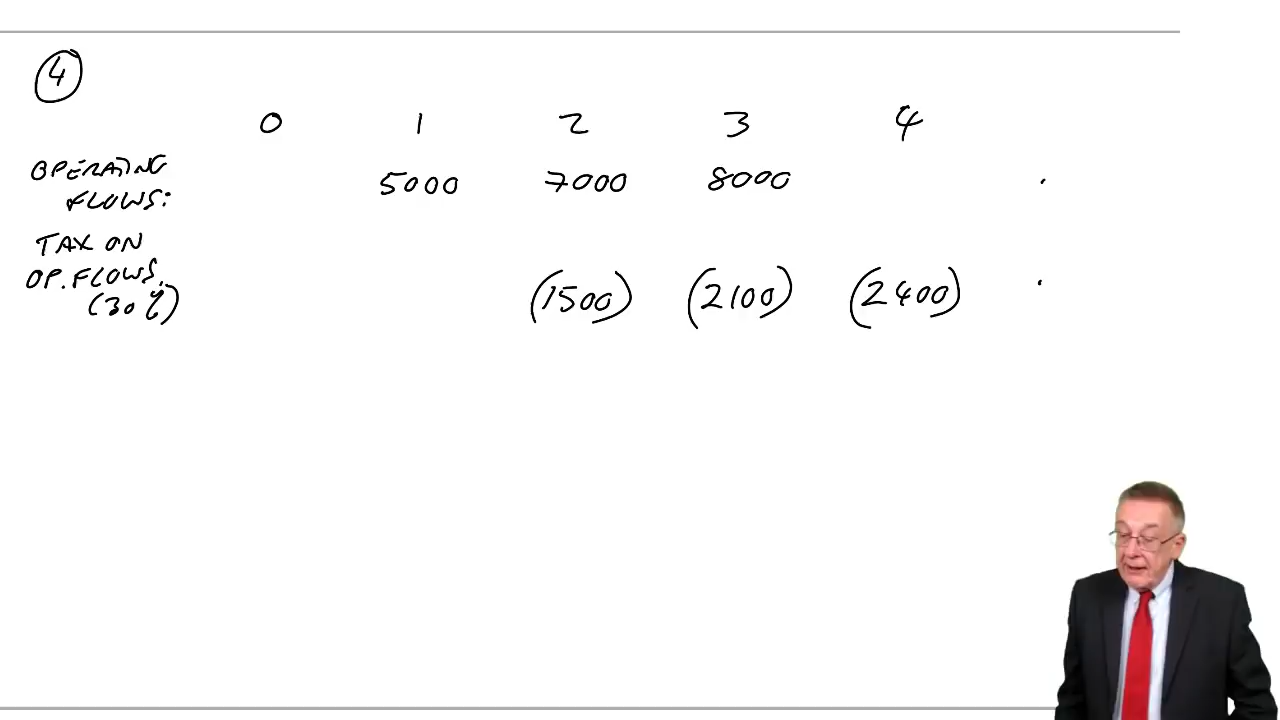 4
0 1 2 3 4
OPERATING
FLOWS: 5000 7000 8000
TAX ON
OP. FLOWS.
(30%) (1500) (2100) (2400)